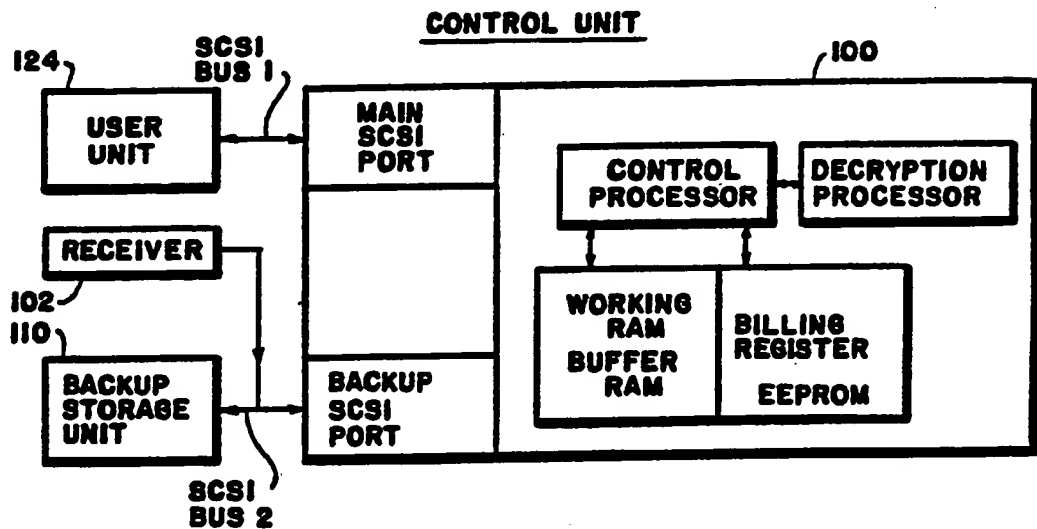 CONTROL UNIT
124
SCSI
BUS 1
100
USER
UNIT
MAIN
SCSI
PORT
CONTROL
PROCESSOR
DECRYPTION
PROCESSOR
RECEIVER
102
110
WORKING
RAM
BUFFER
RAM
BILLING
REGISTER
EEPROM
BACKUP
STORAGE
UNIT
BACKUP
SCSI
PORT
SCSI
BUS 2